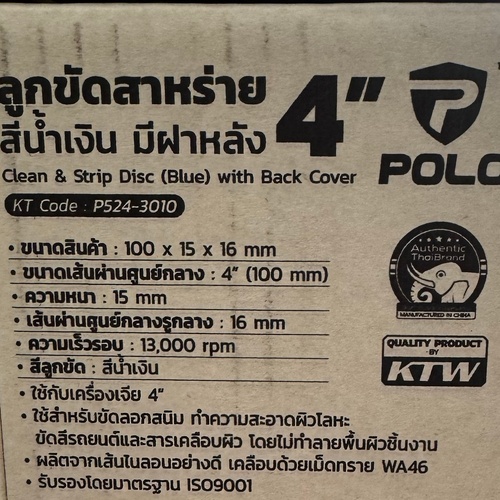 ลูกขัดสาหร่าย 4"
สีน้ำเงิน มีฝาหลัง
Clean & Strip Disc (Blue) with Back Cover
KT Code : P524-3010
POLO
• ขนาดสินค้า : 100 x 15 x 16 mm
• ขนาดเส้นผ่านศูนย์กลาง : 4" (100 mm)
• ความหนา : 15 mm
• เส้นผ่านศูนย์กลางรูกลาง : 16 mm
• ความเร็วรอบ : 13,000 rpm
• สีลูกขัด : สีน้ำเงิน
• ใช้กับเครื่องเจีย 4"
• ใช้สำหรับขัดลอกสนิม ทำความสะอาดผิวโลหะ
ขัดสีรถยนต์และสารเคลือบผิว โดยไม่ทำลายพื้นผิวชิ้นงาน
• ผลิตจากเส้นไนลอนอย่างดี เคลือบด้วยเม็ดทราย WA46
• รับรองโดยมาตรฐาน ISO9001
Authentic
Thai Brand
MANUFACTURED IN CHINA
QUALITY PRODUCT
BY
KTW